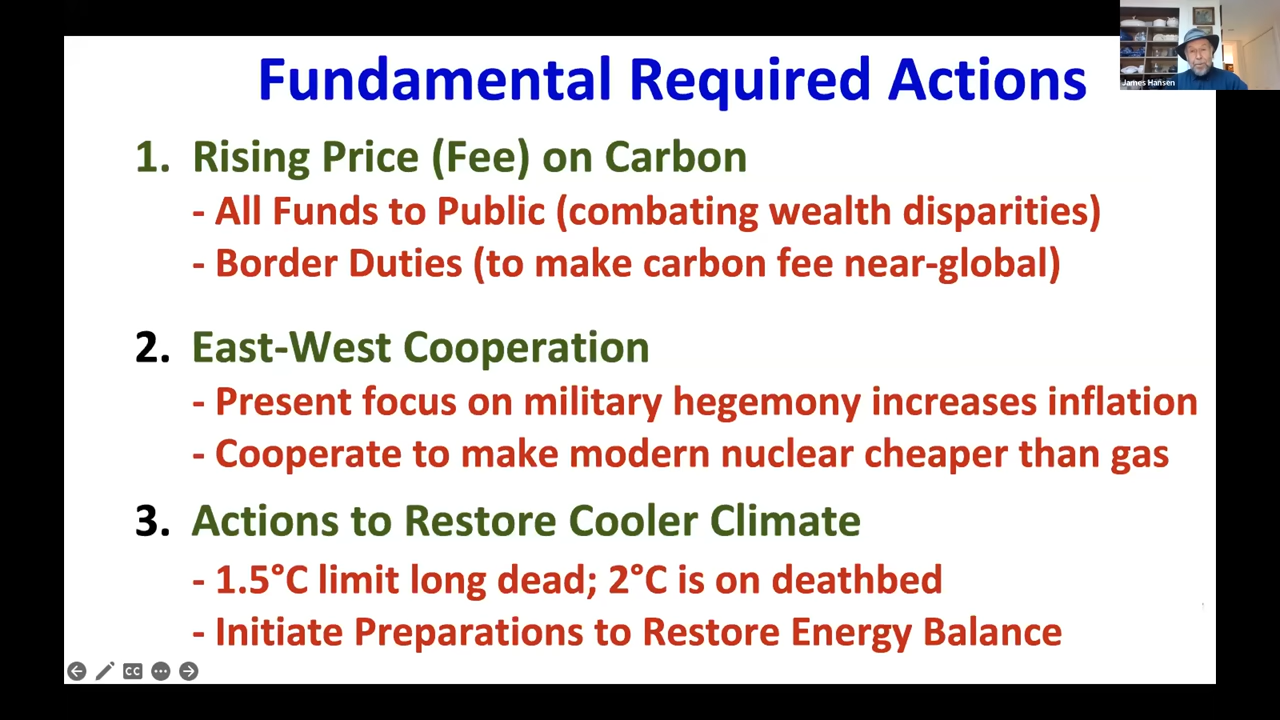 Fundamental Required Actions
James Hansen
1. Rising Price (Fee) on Carbon
- All Funds to Public (combating wealth disparities)
- Border Duties (to make carbon fee near-global)
2. East-West Cooperation
- Present focus on military hegemony increases inflation
- Cooperate to make modern nuclear cheaper than gas
3. Actions to Restore Cooler Climate
- 1.5°C limit long dead; 2°C is on deathbed
- Initiate Preparations to Restore Energy Balance
CC